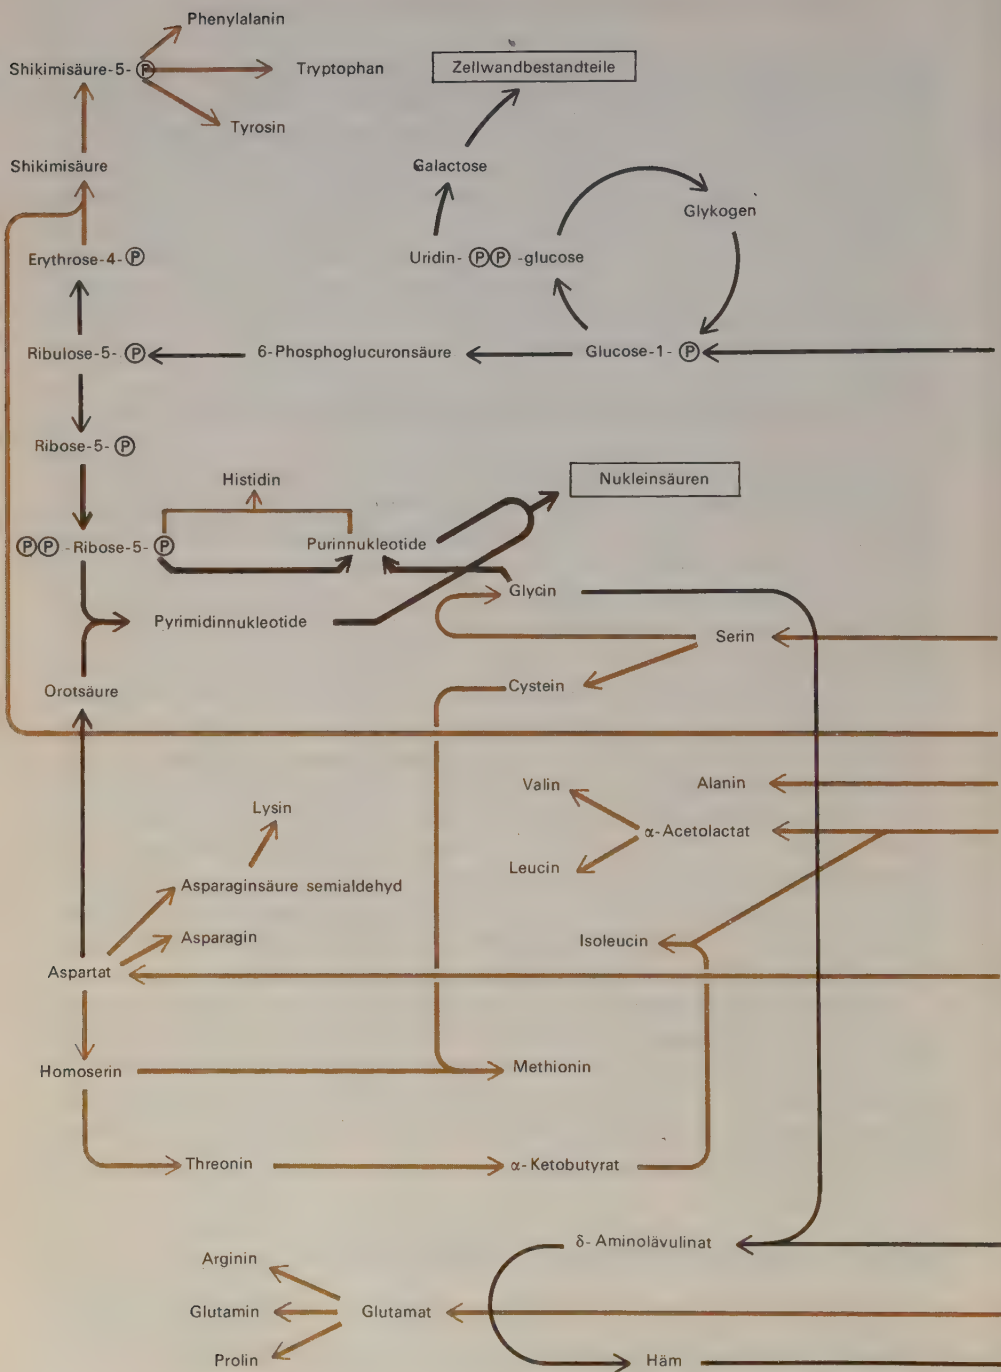 Phenylalanin
Shikimisäure-5-Ⓟ
Tryptophan
Zellwandbestandteile
Tyrosin
Shikimisäure
Galactose
Glykogen
Erythrose-4-Ⓟ
Uridin-ⓅⓅ-glucose
Ribulose-5-Ⓟ
6-Phosphoglucuronsäure
Glucose-1-Ⓟ
Ribose-5-Ⓟ
Histidin
Nukleinsäuren
ⓅⓅ-Ribose-5-Ⓟ
Purinnukleotide
Glycin
Pyrimidinnukleotide
Serin
Orotsäure
Cystein
Valin
Alanin
Lysin
α-Acetolactat
Leucin
Asparaginsäure semialdehyd
Asparagin
Isoleucin
Aspartat
Homoserin
Methionin
Threonin
α-Ketobutyrat
δ-Aminolävulinat
Arginin
Glutamin
Glutamat
Prolin
Häm